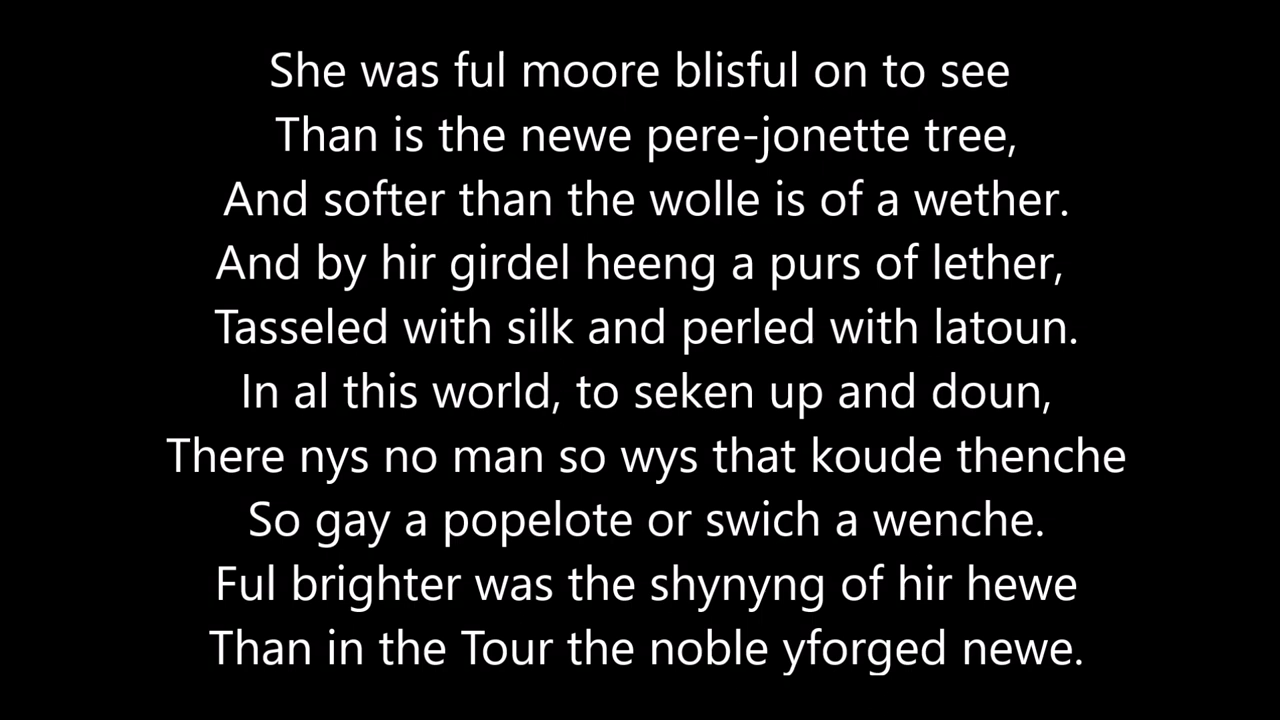 She was ful moore blisful on to see
Than is the newe pere-jonette tree,
And softer than the wolle is of a wether.
And by hir girdel heeng a purs of lether,
Tasseled with silk and perled with latoun.
In al this world, to seken up and doun,
There nys no man so wys that koude thenche
So gay a popelote or swich a wenche.
Ful brighter was the shynyng of hir hewe
Than in the Tour the noble yforged newe.